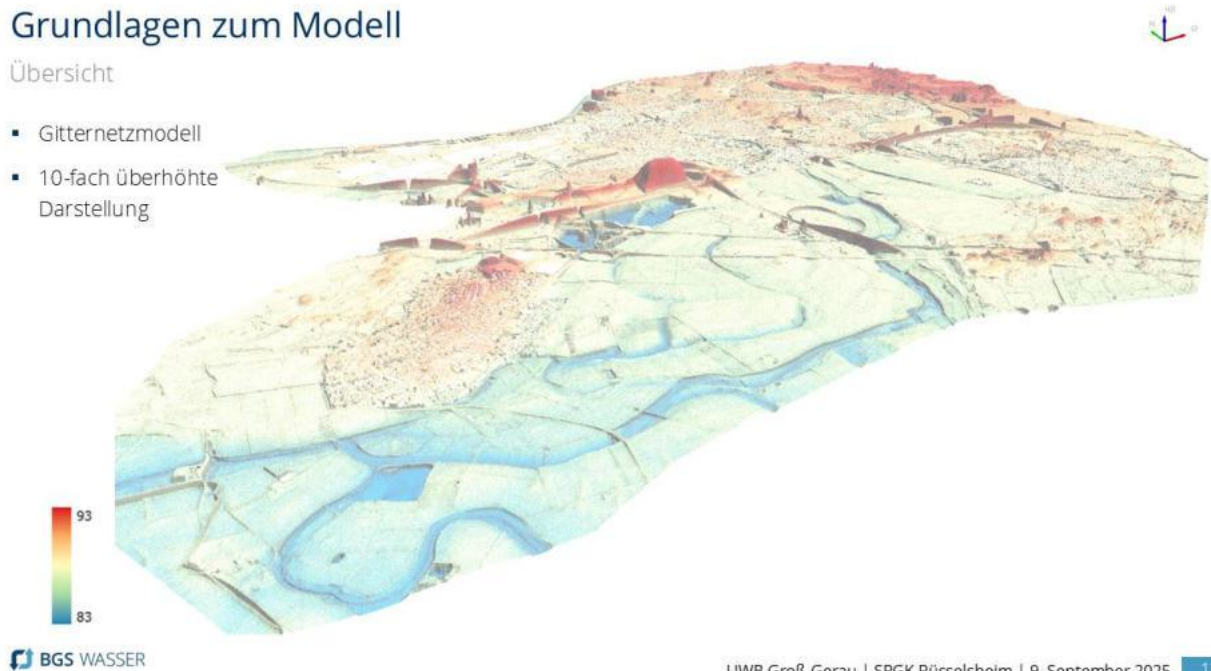 Grundlagen zum Modell
Übersicht
▪ Gitternetzmodell
▪ 10-fach überhöhte
Darstellung
93
83
BGS WASSER
UWB Groß-Gerau | SRGK Rüsselsheim | 9. September 2025